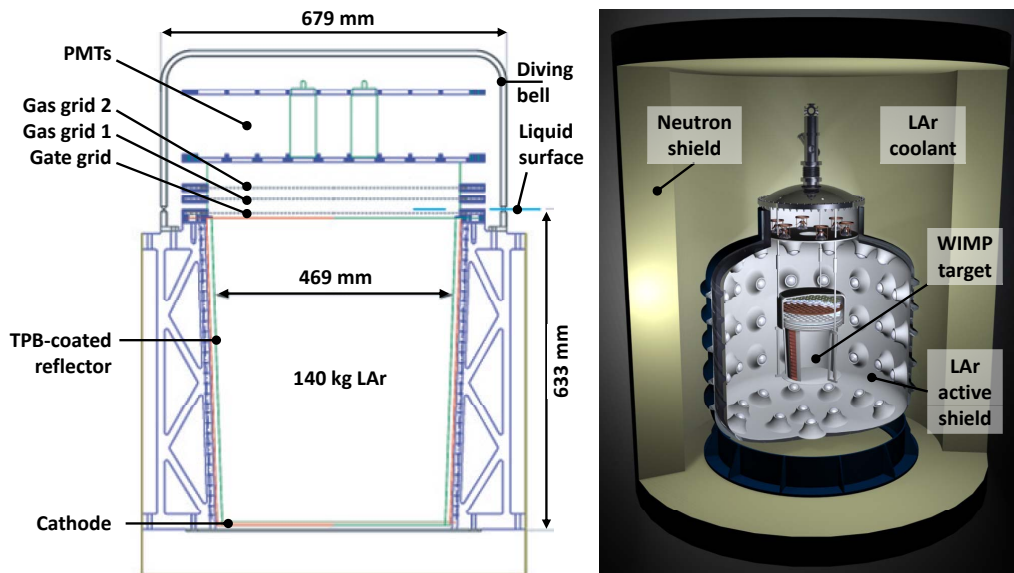 679 mm
PMTs
Diving
bell
Gas grid 2
Gas grid 1
Gate grid
Liquid
surface
469 mm
TPB-coated
reflector
140 kg LAr
633 mm
Cathode
Neutron
shield
LAr
coolant
WIMP
target
LAr
active
shield